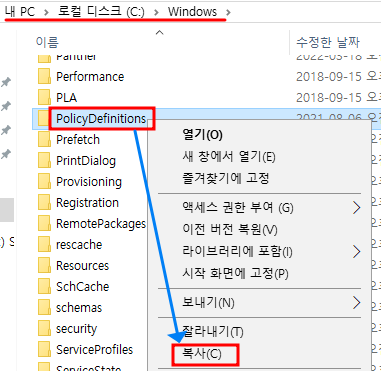 내 PC > 로컬 디스크 (C:) > Windows
이름 수정한 날짜
Panther 2022-03-18 오
Performance 2018-09-15 오
PLA 2018-09-15 오
PolicyDefinitions 2021-08-06 오
Prefetch
PrintDialog
Provisioning
Registration
RemotePackages
rescache
Resources
SchCache
schemas
security
ServiceProfiles
열기(O)
새 창에서 열기(E)
즐겨찾기에 고정
액세스 권한 부여 (G)
이전 버전 복원(V)
라이브러리에 포함(I)
시작 화면에 고정(P)
보내기(N)
잘라내기(T)
복사(C)